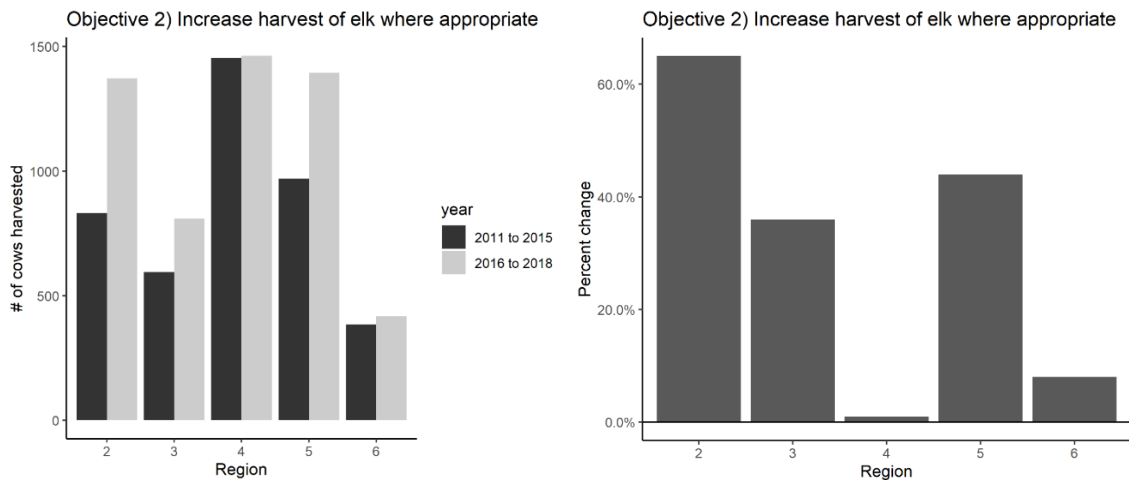 Objective 2) Increase harvest of elk where appropriate
1500
1000
500
0
# of cows harvested
2 3 4 5 6
Region
year
2011 to 2015
2016 to 2018
Objective 2) Increase harvest of elk where appropriate
60.0%
40.0%
20.0%
0.0%
Percent change
2 3 4 5 6
Region